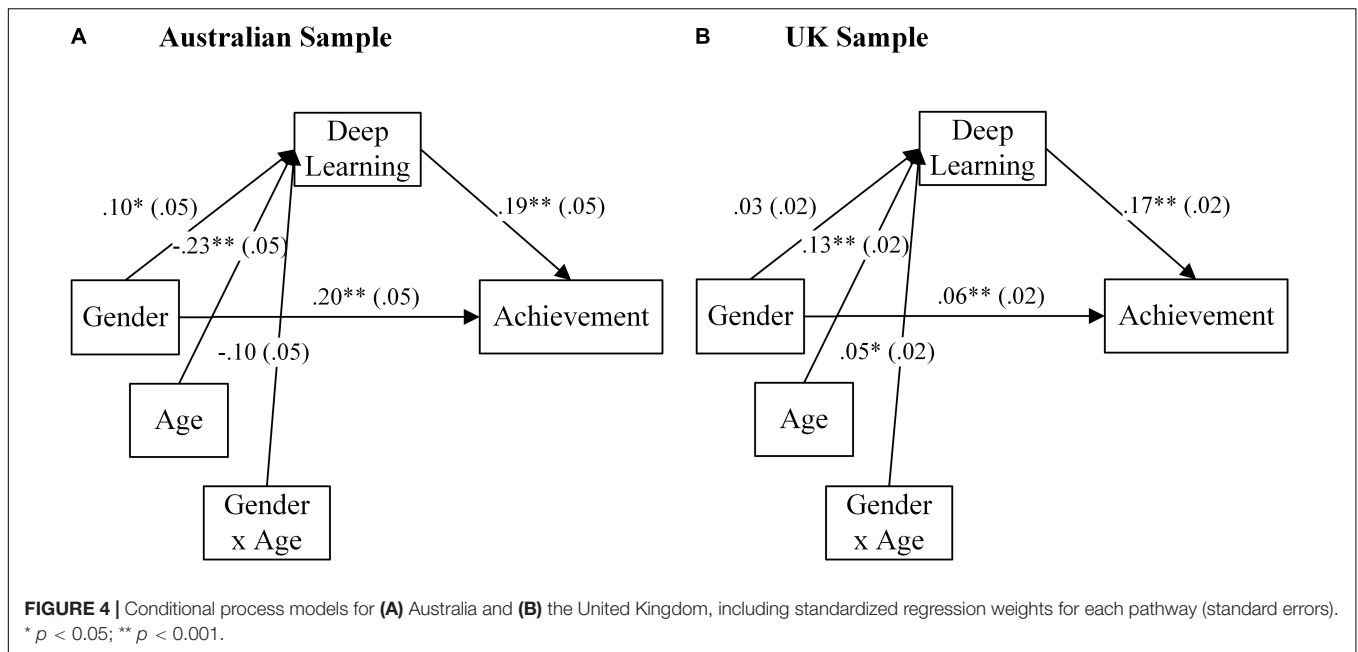 A Australian Sample
Deep
Learning
.10* (.05)
.19** (.05)
-.23** (.05)
.20** (.05)
Gender
Achievement
-.10 (.05)
Age
Gender
x Age
B UK Sample
Deep
Learning
.03 (.02)
.17** (.02)
.13** (.02)
.06** (.02)
Gender
Achievement
.05* (.02)
Age
Gender
x Age
FIGURE 4 | Conditional process models for (A) Australia and (B) the United Kingdom, including standardized regression weights for each pathway (standard errors).
* p < 0.05; ** p < 0.001.